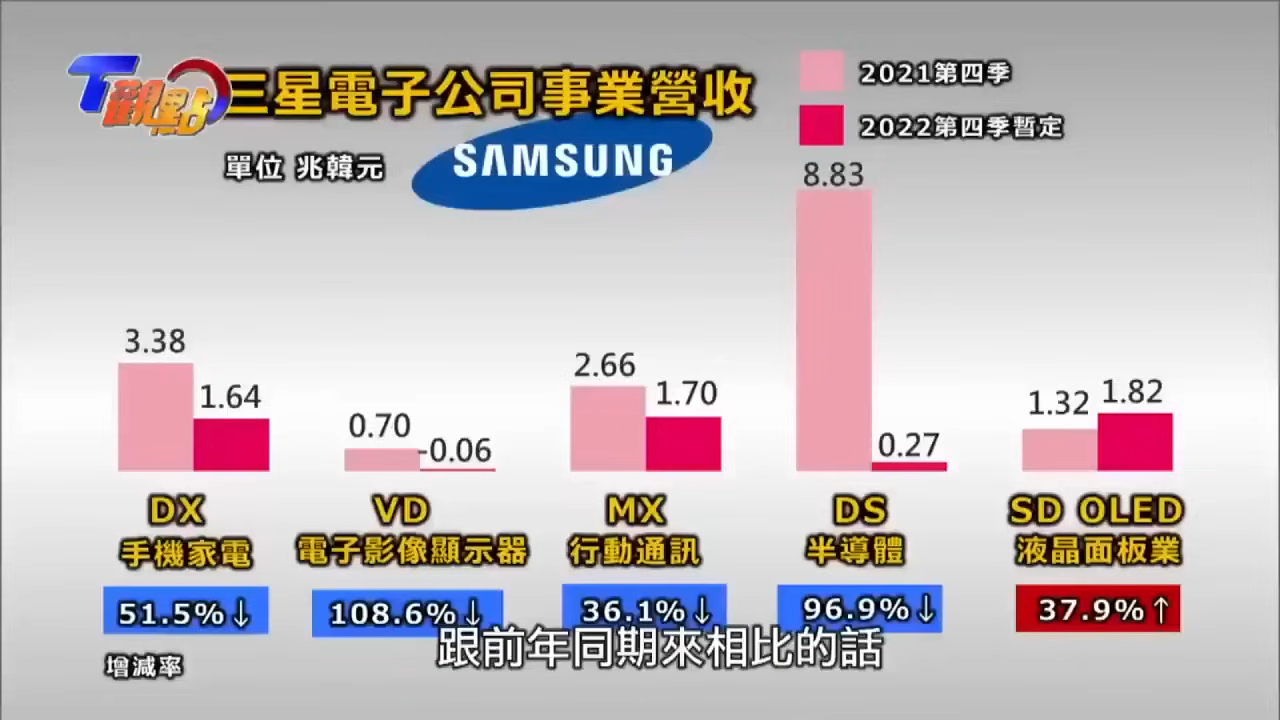 T觀點
三星電子公司事業營收
單位 兆韓元
SAMSUNG
2021第四季
2022第四季暫定
3.38
1.64
0.70
-0.06
2.66
1.70
8.83
0.27
1.32
1.82
DX
手機家電
VD
電子影像顯示器
MX
行動通訊
DS
半導體
SD OLED
液晶面板業
51.5%↓
108.6%↓
36.1%↓
96.9%↓
37.9%↑
增減率
跟前年同期來相比的話